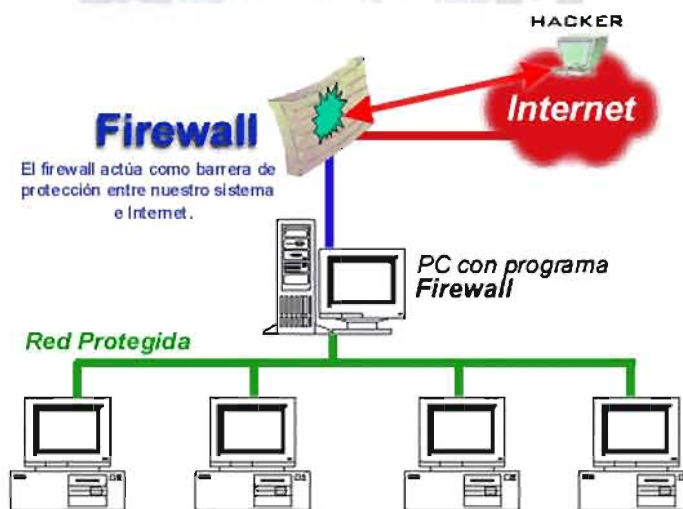 HACKER
Internet
Firewall
El firewall actúa como barrera de
protección entre nuestro sistema
e Internet.
PC con programa
Firewall
Red Protegida